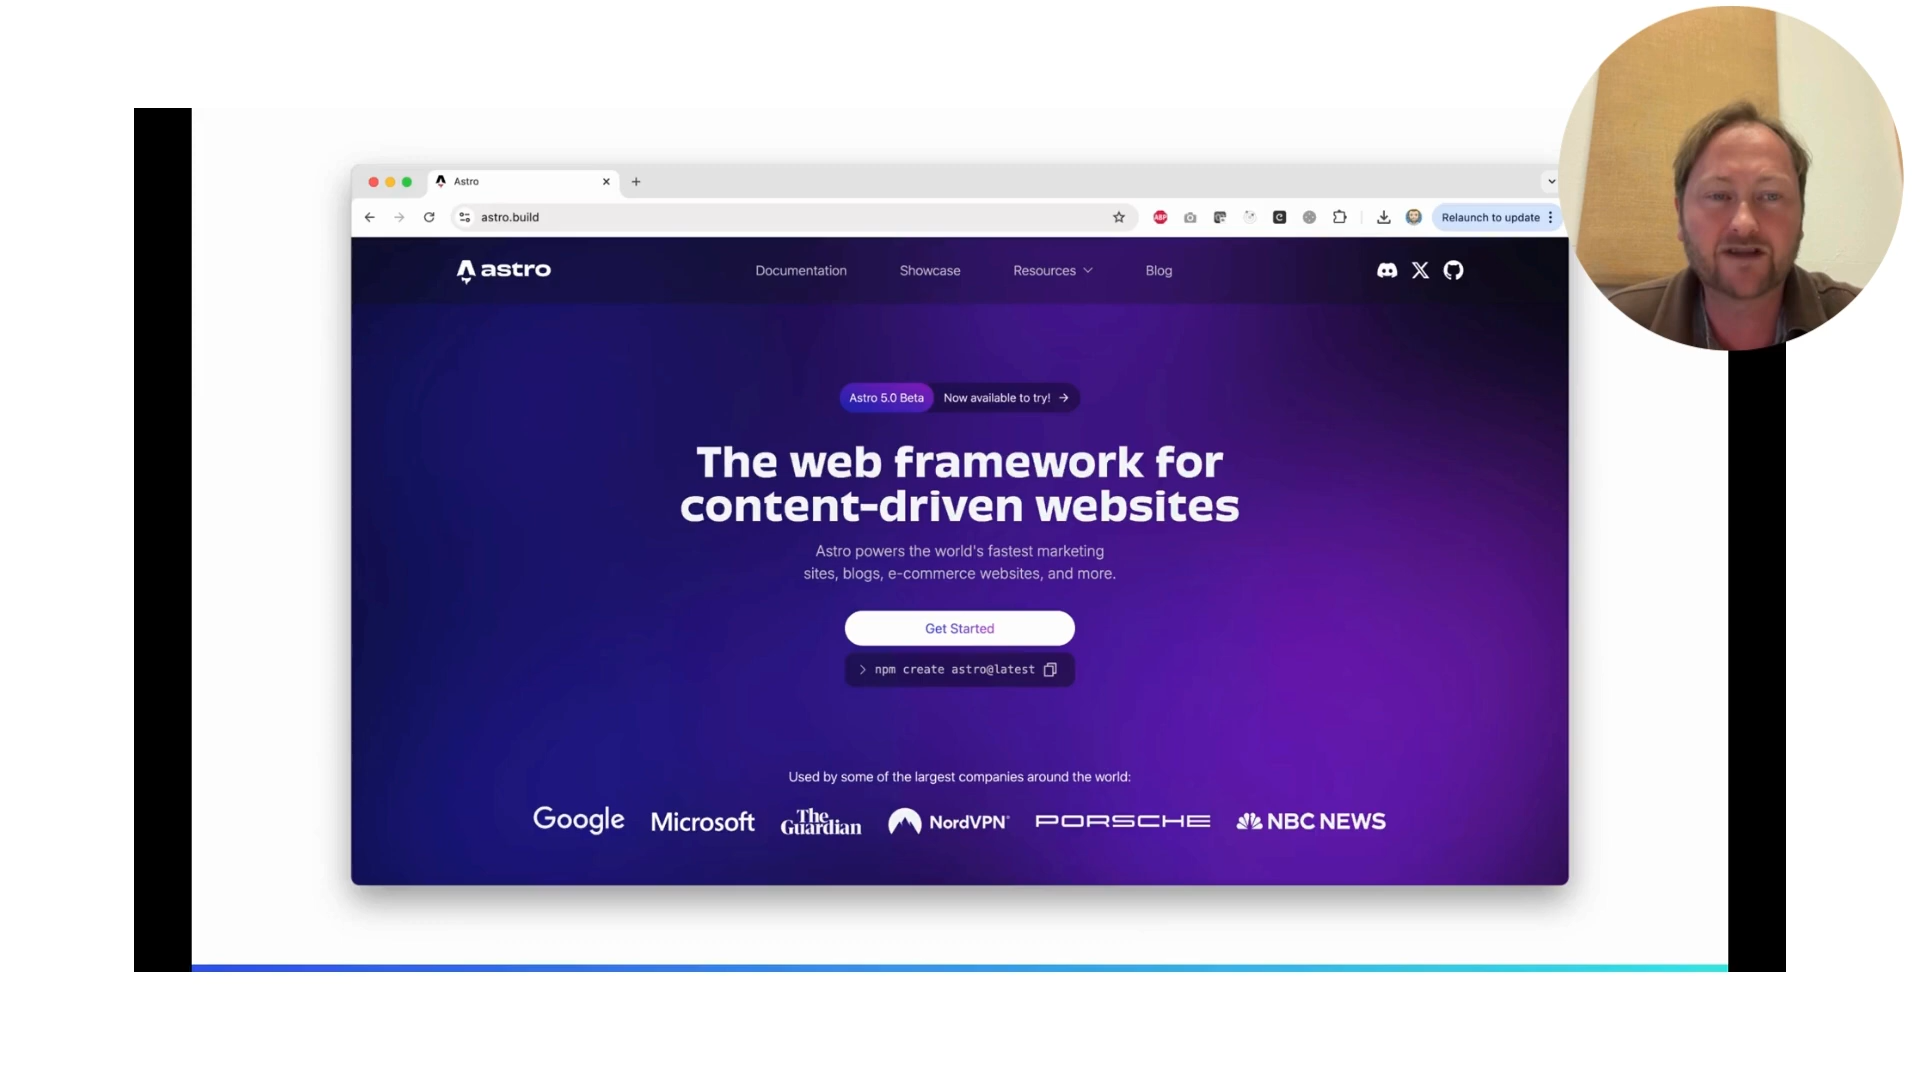 Astro
astro.build
ABP
Relaunch to update
astro
Documentation
Showcase
Resources
Blog
Astro 5.0 Beta
Now available to try! →
The web framework for
content-driven websites
Astro powers the world's fastest marketing
sites, blogs, e-commerce websites, and more.
Get Started
> npm create astro@latest
Used by some of the largest companies around the world:
Google
Microsoft
The
Guardian
NordVPN®
PORSCHE
NBC NEWS